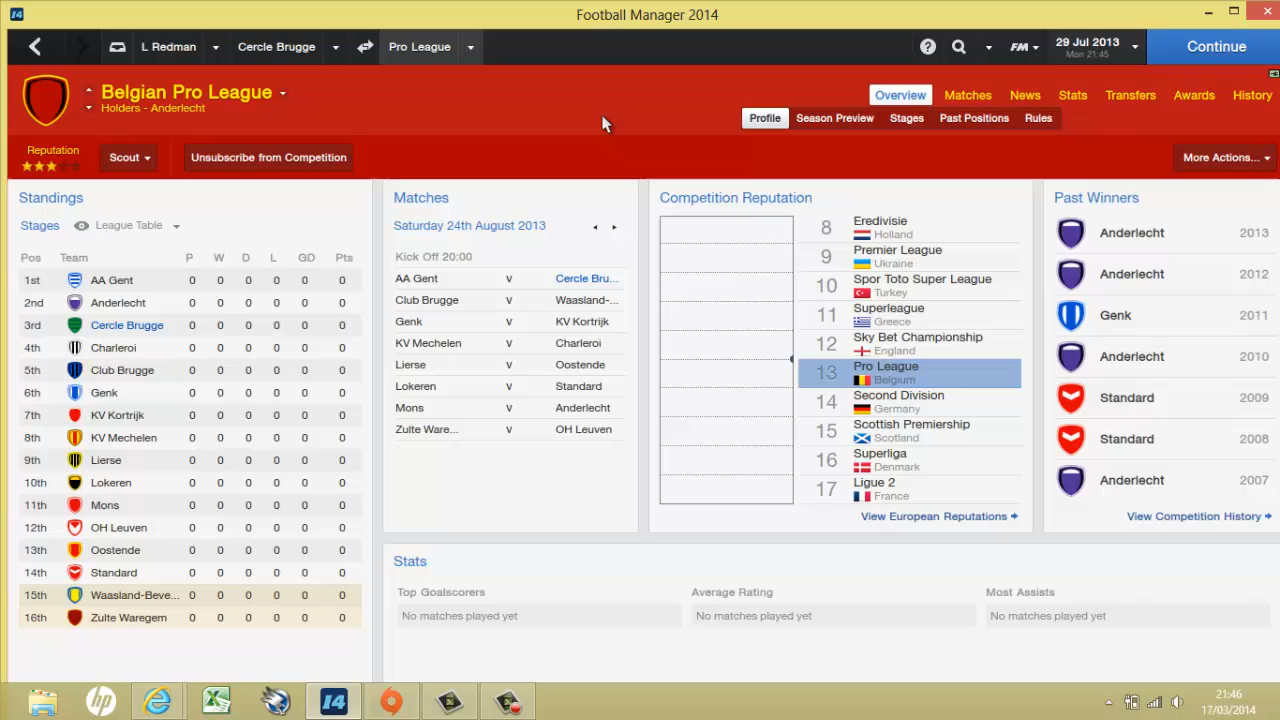 Football Manager 2014
L Redman
Cercle Brugge
Pro League
?
FM
29 Jul 2013
Mon 21:45
Continue
Belgian Pro League
Holders - Anderlecht
Overview Matches News Stats Transfers Awards History
Profile Season Preview Stages Past Positions Rules
Reputation
Scout
Unsubscribe from Competition
More Actions...
Standings
Stages League Table
Pos Team P W D L GD Pts
1st AA Gent 0 0 0 0 0 0
2nd Anderlecht 0 0 0 0 0 0
3rd Cercle Brugge 0 0 0 0 0 0
4th Charleroi 0 0 0 0 0 0
5th Club Brugge 0 0 0 0 0 0
6th Genk 0 0 0 0 0 0
7th KV Kortrijk 0 0 0 0 0 0
8th KV Mechelen 0 0 0 0 0 0
9th Lierse 0 0 0 0 0 0
10th Lokeren 0 0 0 0 0 0
11th Mons 0 0 0 0 0 0
12th OH Leuven 0 0 0 0 0 0
13th Oostende 0 0 0 0 0 0
14th Standard 0 0 0 0 0 0
15th Waasland-Beve... 0 0 0 0 0 0
16th Zulte Waregem 0 0 0 0 0 0
Matches
Saturday 24th August 2013
Kick Off 20:00
AA Gent v Cercle Bru...
Club Brugge v Waasland-...
Genk v KV Kortrijk
KV Mechelen v Charleroi
Lierse v Oostende
Lokeren v Standard
Mons v Anderlecht
Zulte Ware... v OH Leuven
Competition Reputation
8 Eredivisie
Holland
9 Premier League
Ukraine
10 Spor Toto Super League
Turkey
11 Superleague
Greece
12 Sky Bet Championship
England
13 Pro League
Belgium
14 Second Division
Germany
15 Scottish Premiership
Scotland
16 Superliga
Denmark
17 Ligue 2
France
View European Reputations
Past Winners
Anderlecht 2013
Anderlecht 2012
Genk 2011
Anderlecht 2010
Standard 2009
Standard 2008
Anderlecht 2007
View Competition History
Stats
Top Goalscorers
No matches played yet
Average Rating
No matches played yet
Most Assists
No matches played yet
hp
14
21:46
17/03/2014